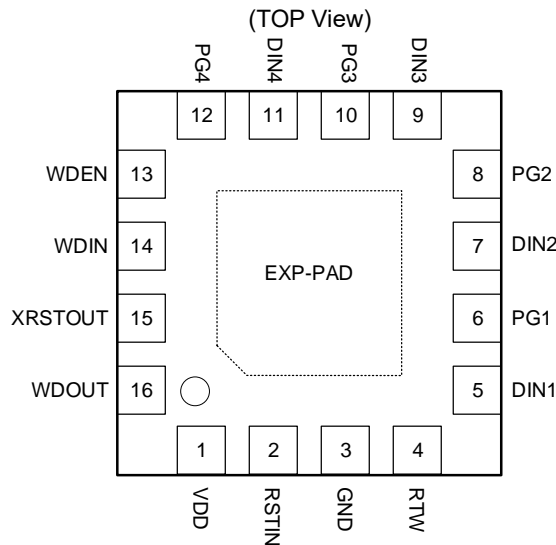 (TOP View)
PG4
DIN4
PG3
DIN3
12
11
10
9
WDEN
13
8
PG2
WDIN
14
7
DIN2
EXP-PAD
XRSTOUT
15
6
PG1
WDOUT
16
5
DIN1
1
2
3
4
VDD
RSTIN
GND
RTW